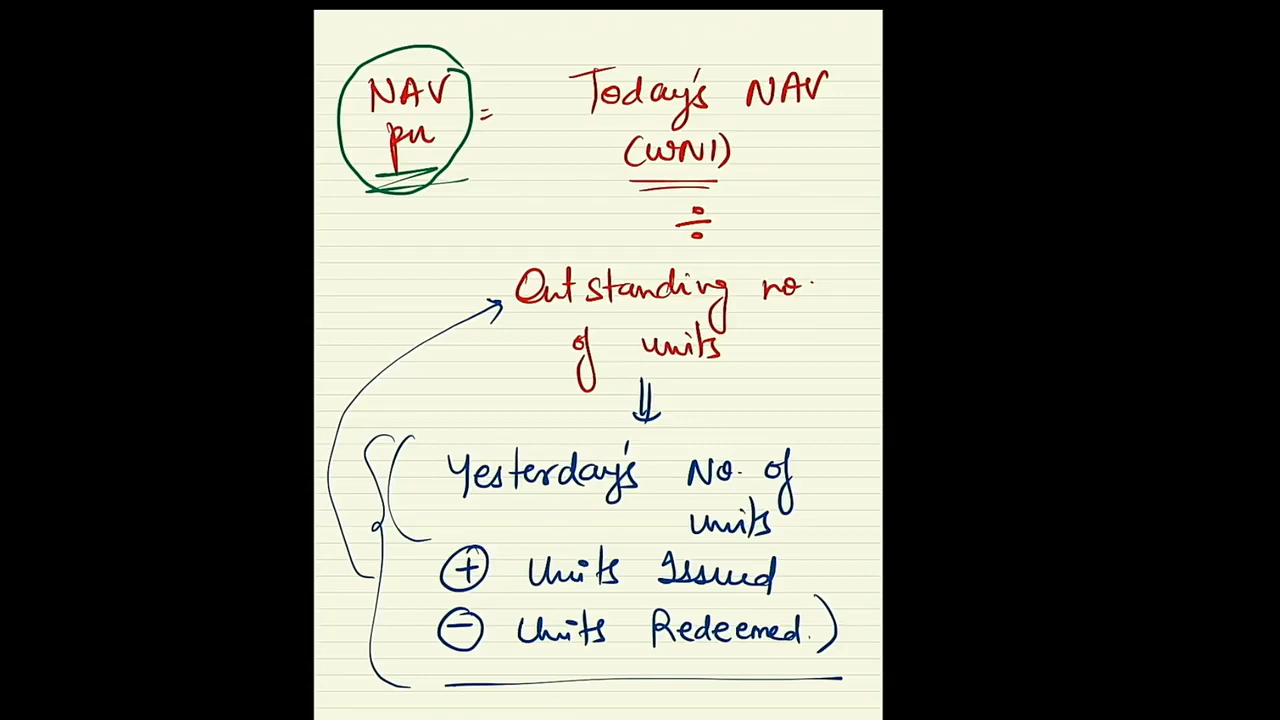 NAV = Today's NAV
pu (WN1)
÷
Outstanding no.
of units
⇓
Yesterday's No. of
units
⊕ Units Issued
⊖ Units Redeemed.)